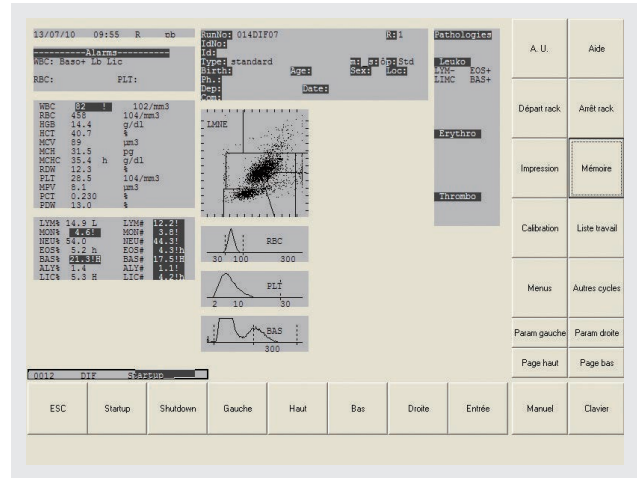 13/07/10 09:55 R pb
----------Alarms----------
WBC: Baso+ Lb Lic
RBC: PLT:
WBC 82 ! 102/mm3
RBC 458 104/mm3
HGB 14.4 g/dl
HCT 40.7 %
MCV 89 µm3
MCH 31.5 pg
MCHC 35.4 h g/dl
RDW 12.3 %
PLT 28.5 104/mm3
MPV 8.1 µm3
PCT 0.230 %
PDW 13.0 %
LYM% 14.9 L LYM# 12.2!
MON% 4.6! MON# 3.8!
NEU% 54.0 NEU# 44.3!
EOS% 5.2 h EOS# 4.3!h
BAS% 21.3!H BAS# 17.5!H
ALY% 1.4 ALY# 1.1!
LIC% 5.3 H LIC# 4.2!h
0012 DIF Startup
RunNo: 014DIF07 R:1
IdNo:
Id:
Type: standard m: s: Op:Std
Birth: Age: Sex: Loc:
Ph.:
Dep: Date:
Com:
LMNE
RBC
30 100 300
PLT
2 10 30
BAS
300
Pathologies
Leuko
LYM- EOS+
LIMC BAS+
Erythro
Thrombo
A. U. Aide
Départ rack Arrêt rack
Impression Mémoire
Calibration Liste travail
Menus Autres cycles
Param gauche Param droite
Page haut Page bas
ESC Startup Shutdown Gauche Haut Bas Droite Entrée Manuel Clavier